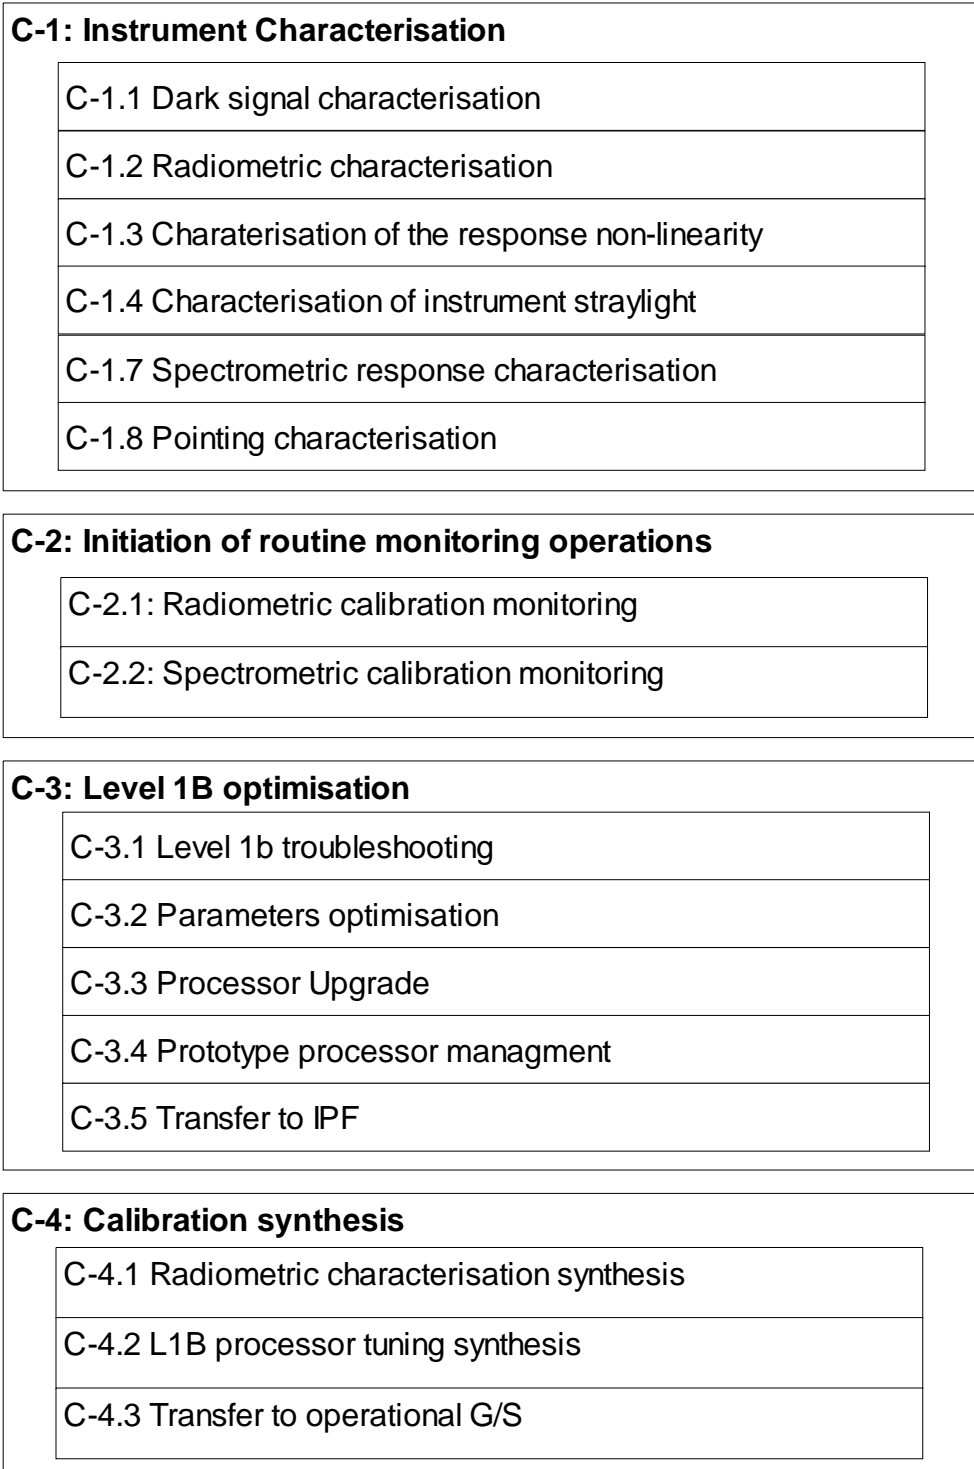 C-1: Instrument Characterisation
C-1.1 Dark signal characterisation
C-1.2 Radiometric characterisation
C-1.3 Charaterisation of the response non-linearity
C-1.4 Characterisation of instrument straylight
C-1.7 Spectrometric response characterisation
C-1.8 Pointing characterisation
C-2: Initiation of routine monitoring operations
C-2.1: Radiometric calibration monitoring
C-2.2: Spectrometric calibration monitoring
C-3: Level 1B optimisation
C-3.1 Level 1b troubleshooting
C-3.2 Parameters optimisation
C-3.3 Processor Upgrade
C-3.4 Prototype processor managment
C-3.5 Transfer to IPF
C-4: Calibration synthesis
C-4.1 Radiometric characterisation synthesis
C-4.2 L1B processor tuning synthesis
C-4.3 Transfer to operational G/S